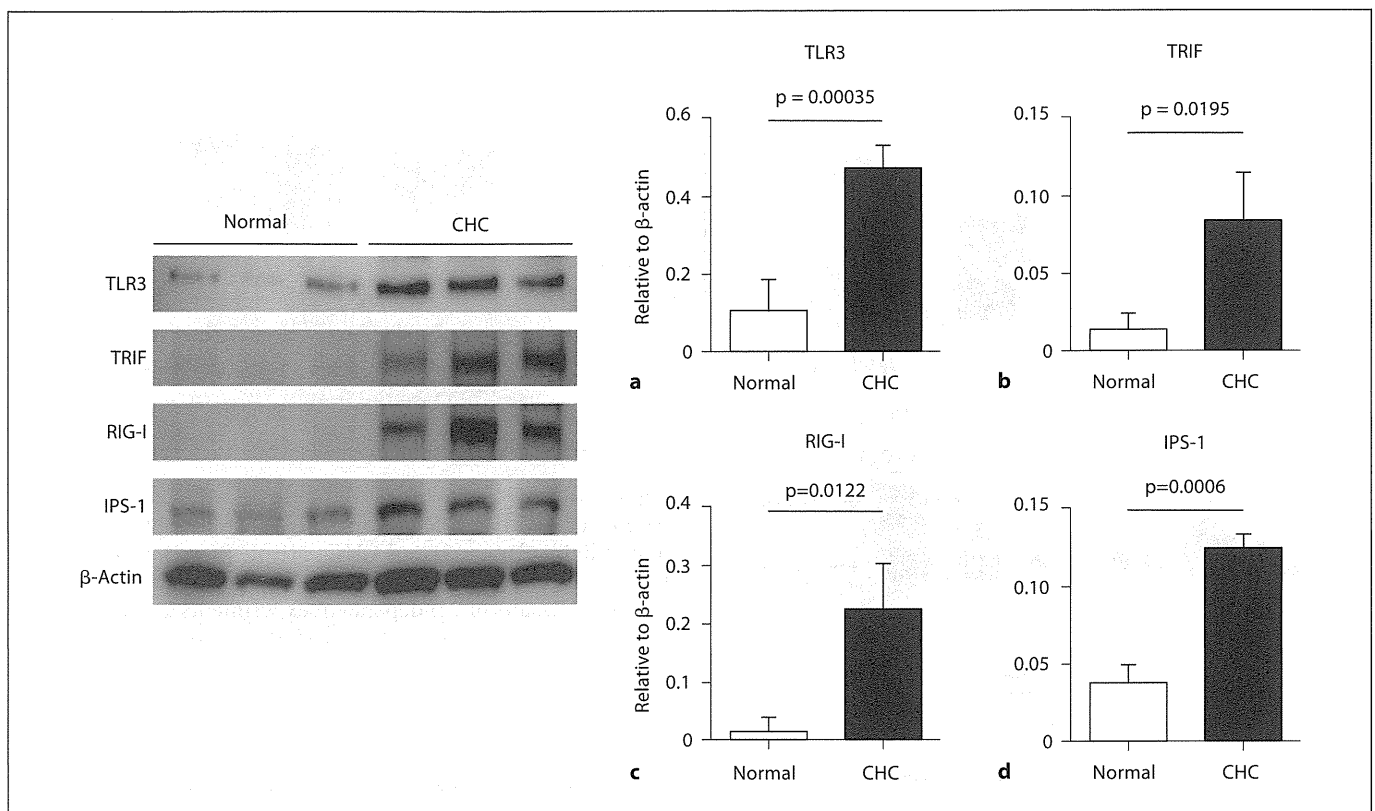 Normal CHC
TLR3
TRIF
RIG-I
IPS-1
β-Actin
TLR3
p = 0.00035
Relative to β-actin
0.6
0.4
0.2
0
Normal CHC
a
TRIF
p = 0.0195
0.15
0.10
0.05
0
Normal CHC
b
RIG-I
p=0.0122
Relative to β-actin
0.4
0.3
0.2
0.1
0
Normal CHC
c
IPS-1
p=0.0006
0.15
0.10
0.05
0
Normal CHC
d